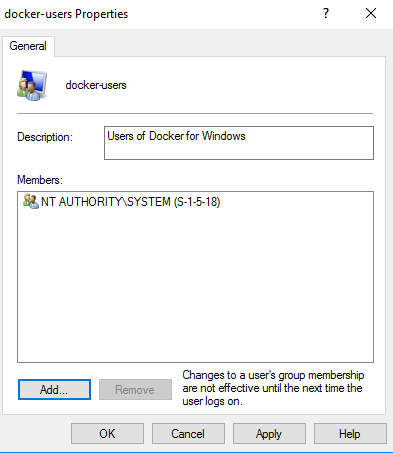 docker-users Properties
?
General
docker-users
Description:
Users of Docker for Windows
Members:
NT AUTHORITY\SYSTEM (S-1-5-18)
Add...
Remove
Changes to a user's group membership
are not effective until the next time the
user logs on.
OK
Cancel
Apply
Help